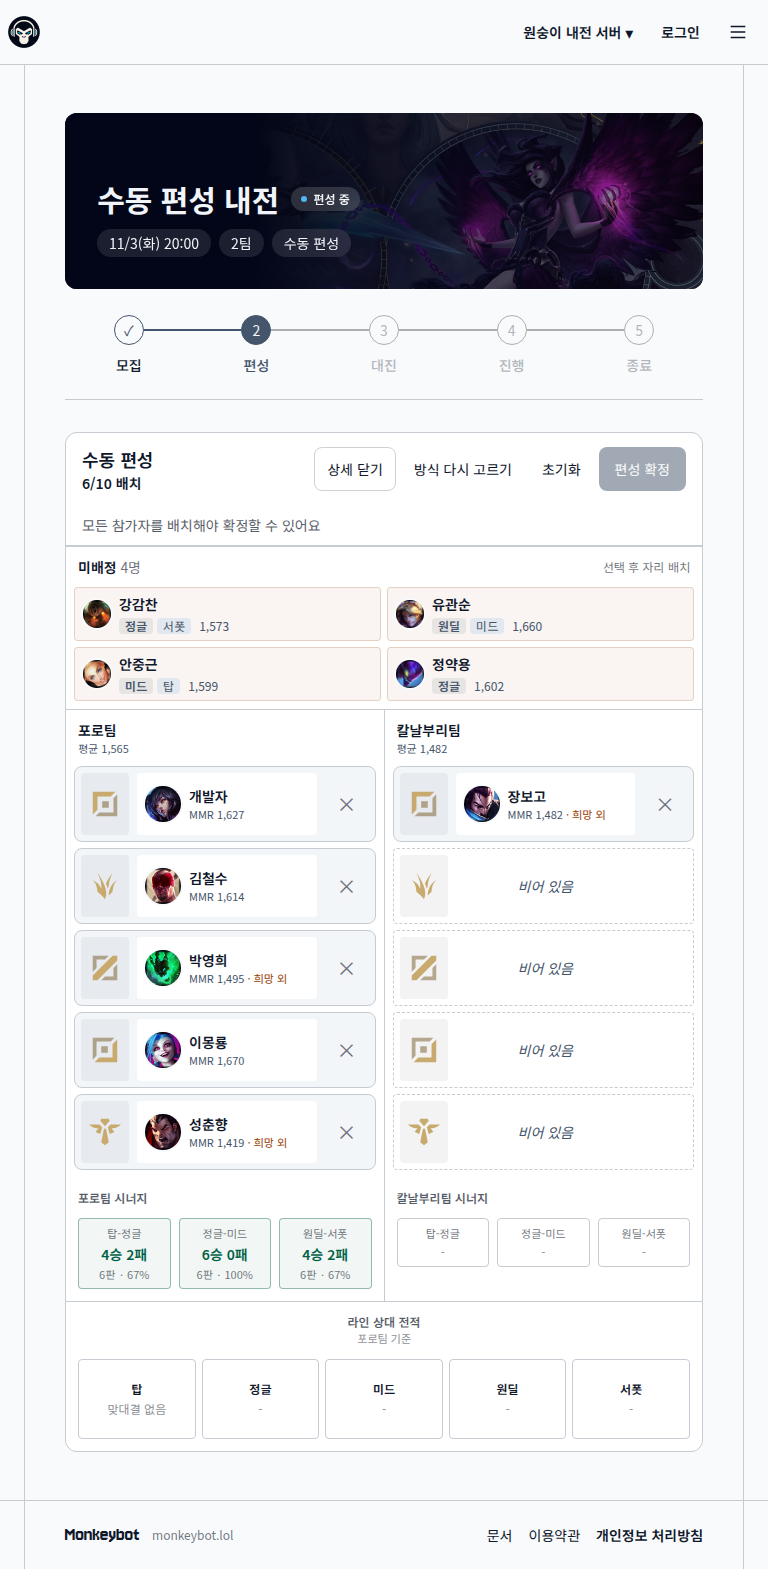 원숭이 내전 서버 ▾
로그인
수동 편성 내전
편성 중
11/3(화) 20:00
2팀
수동 편성
✓
2
3
4
5
모집
편성
대진
진행
종료
수동 편성
6/10 배치
상세 닫기
방식 다시 고르기
초기화
편성 확정
모든 참가자를 배치해야 확정할 수 있어요
미배정 4명
선택 후 자리 배치
강감찬
정글 서폿 1,573
유관순
원딜 미드 1,660
안중근
미드 탑 1,599
정약용
정글 1,602
포로팀
평균 1,565
개발자
MMR 1,627
김철수
MMR 1,614
박영희
MMR 1,495 · 희망 외
이몽룡
MMR 1,670
성춘향
MMR 1,419 · 희망 외
포로팀 시너지
탑-정글
4승 2패
6판 · 67%
정글-미드
6승 0패
6판 · 100%
원딜-서폿
4승 2패
6판 · 67%
칼날부리팀
평균 1,482
장보고
MMR 1,482 · 희망 외
비어 있음
비어 있음
비어 있음
비어 있음
칼날부리팀 시너지
탑-정글
-
정글-미드
-
원딜-서폿
-
라인 상대 전적
포로팀 기준
탑
맞대결 없음
정글
-
미드
-
원딜
-
서폿
-
Monkeybot
monkeybot.lol
문서
이용약관
개인정보 처리방침